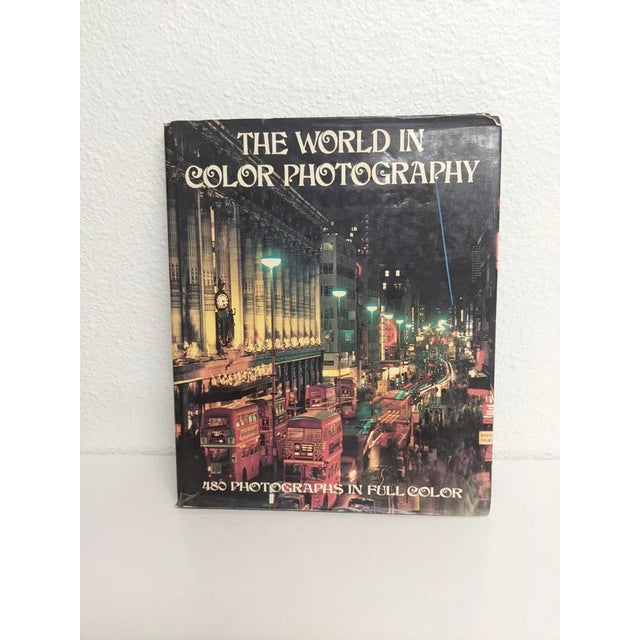 THE WORLD IN
COLOR PHOTOGRAPHY
480 PHOTOGRAPHS IN FULL COLOR